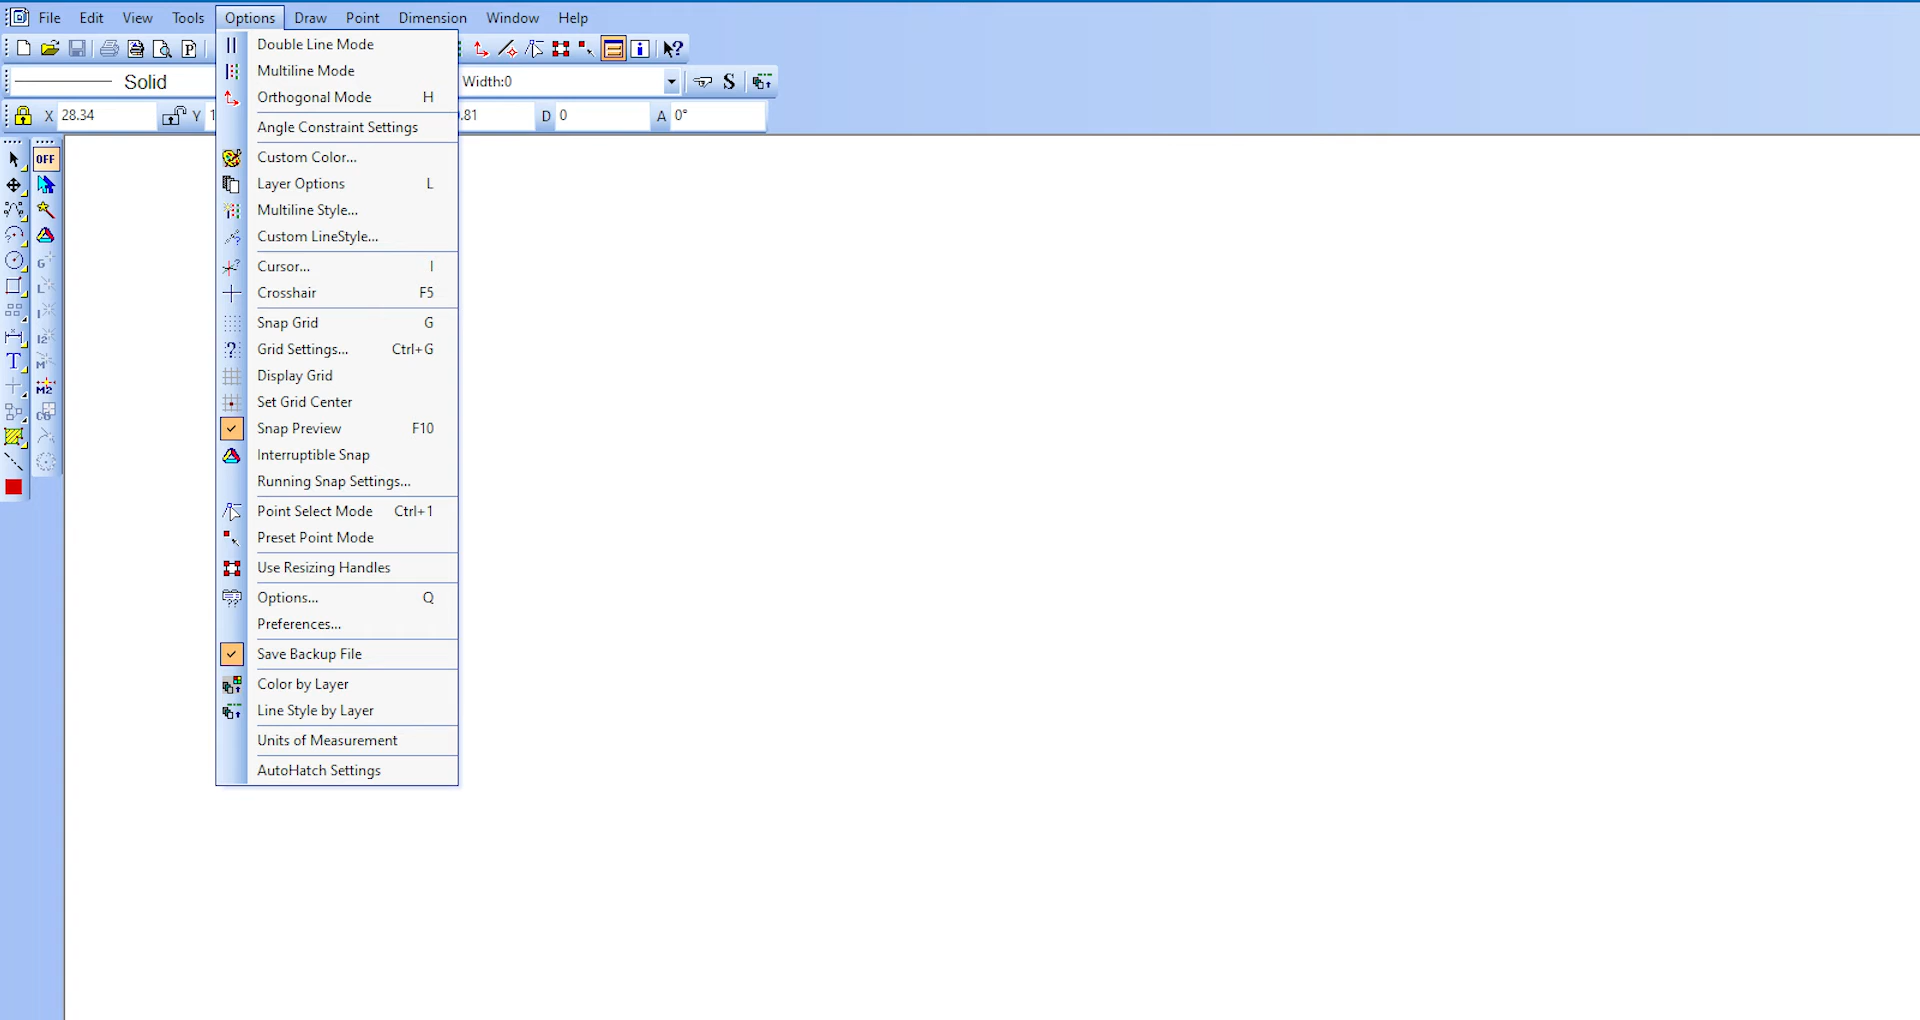 File Edit View Tools Options Draw Point Dimension Window Help
Solid Width:0 S
X 28.34 Y 1 .81 D 0 A 0°
Double Line Mode
Multiline Mode
Orthogonal Mode H
Angle Constraint Settings
Custom Color...
Layer Options L
Multiline Style...
Custom LineStyle...
Cursor... I
Crosshair F5
Snap Grid G
Grid Settings... Ctrl+G
Display Grid
Set Grid Center
Snap Preview F10
Interruptible Snap
Running Snap Settings...
Point Select Mode Ctrl+1
Preset Point Mode
Use Resizing Handles
Options... Q
Preferences...
Save Backup File
Color by Layer
Line Style by Layer
Units of Measurement
AutoHatch Settings
OFF
G
L
I
I2
T M
M2
CG